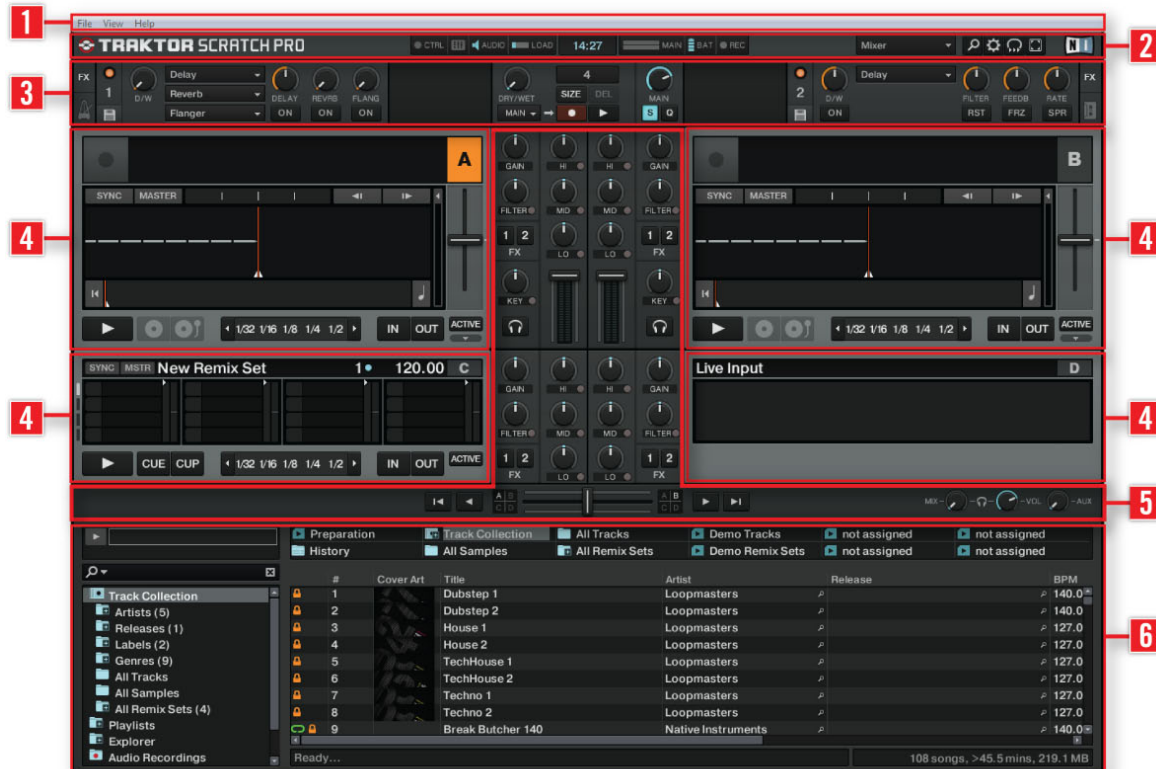 1
File View Help
TRAKTOR SCRATCH PRO CTRL AUDIO LOAD 14:27 MAIN BAT REC Mixer
2
3
FX 1 D/W Delay Reverb Flanger DELAY REVRB FLANG ON ON ON
DRY/WET 4 SIZE DEL MAIN MAIN S Q
2 D/W ON Delay FILTER FEEDB RATE RST FRZ SPR FX
4
A
SYNC MASTER
1/32 1/16 1/8 1/4 1/2 IN OUT ACTIVE
GAIN HI HI GAIN
FILTER MID MID FILTER
1 2 LO LO 1 2
FX FX
KEY KEY
B
SYNC MASTER
1/32 1/16 1/8 1/4 1/2 IN OUT ACTIVE
4
4
SYNC MSTR New Remix Set 1 120.00 C
CUE CUP 1/32 1/16 1/8 1/4 1/2 IN OUT ACTIVE
GAIN HI HI GAIN
FILTER MID MID FILTER
1 2 LO LO 1 2
FX FX
Live Input D
4
A B C D A B C D MIX VOL AUX
5
Preparation Track Collection All Tracks Demo Tracks not assigned not assigned
History All Samples All Remix Sets Demo Remix Sets not assigned not assigned
Track Collection
Artists (5)
Releases (1)
Labels (2)
Genres (9)
All Tracks
All Samples
All Remix Sets (4)
Playlists
Explorer
Audio Recordings
# Cover Art Title Artist Release BPM
1 Dubstep 1 Loopmasters 140.0
2 Dubstep 2 Loopmasters 140.0
3 House 1 Loopmasters 127.0
4 House 2 Loopmasters 127.0
5 TechHouse 1 Loopmasters 127.0
6 TechHouse 2 Loopmasters 127.0
7 Techno 1 Loopmasters 127.0
8 Techno 2 Loopmasters 127.0
9 Break Butcher 140 Native Instruments 140.0
6
Ready... 108 songs, >45.5 mins, 219.1 MB